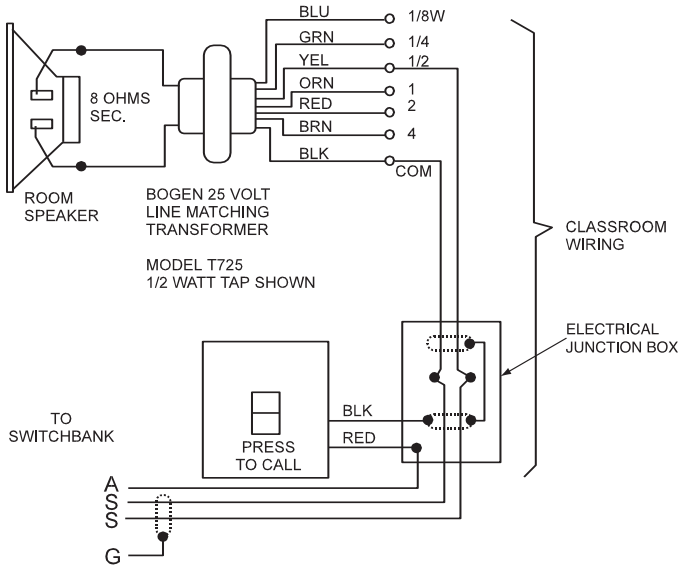 BLU
1/8W
GRN
1/4
YEL
1/2
ORN
1
RED
2
BRN
4
BLK
COM
8 OHMS
SEC.
ROOM
SPEAKER
BOGEN 25 VOLT
LINE MATCHING
TRANSFORMER
MODEL T725
1/2 WATT TAP SHOWN
CLASSROOM
WIRING
ELECTRICAL
JUNCTION BOX
BLK
RED
PRESS
TO CALL
TO
SWITCHBANK
A
S
S
G